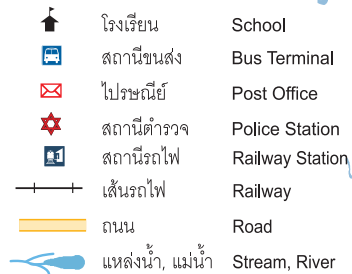 โรงเรียน School
สถานีขนส่ง Bus Terminal
ไปรษณีย์ Post Office
สถานีตำรวจ Police Station
สถานีรถไฟ Railway Station
เส้นรถไฟ Railway
ถนน Road
แหล่งน้ำ, แม่น้ำ Stream, River